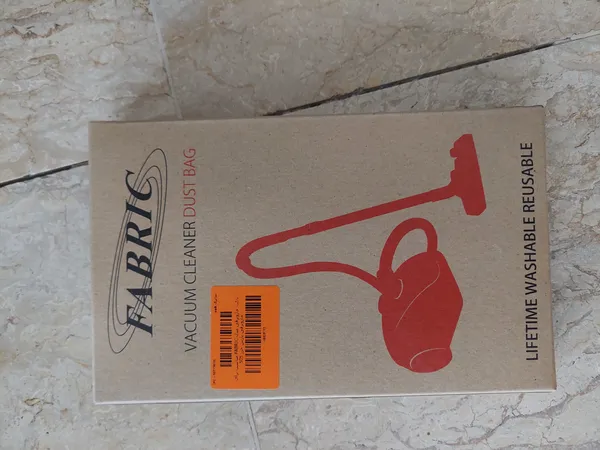 FABRIC
VACUUM CLEANER DUST BAG
LIFETIME WASHABLE REUSABLE